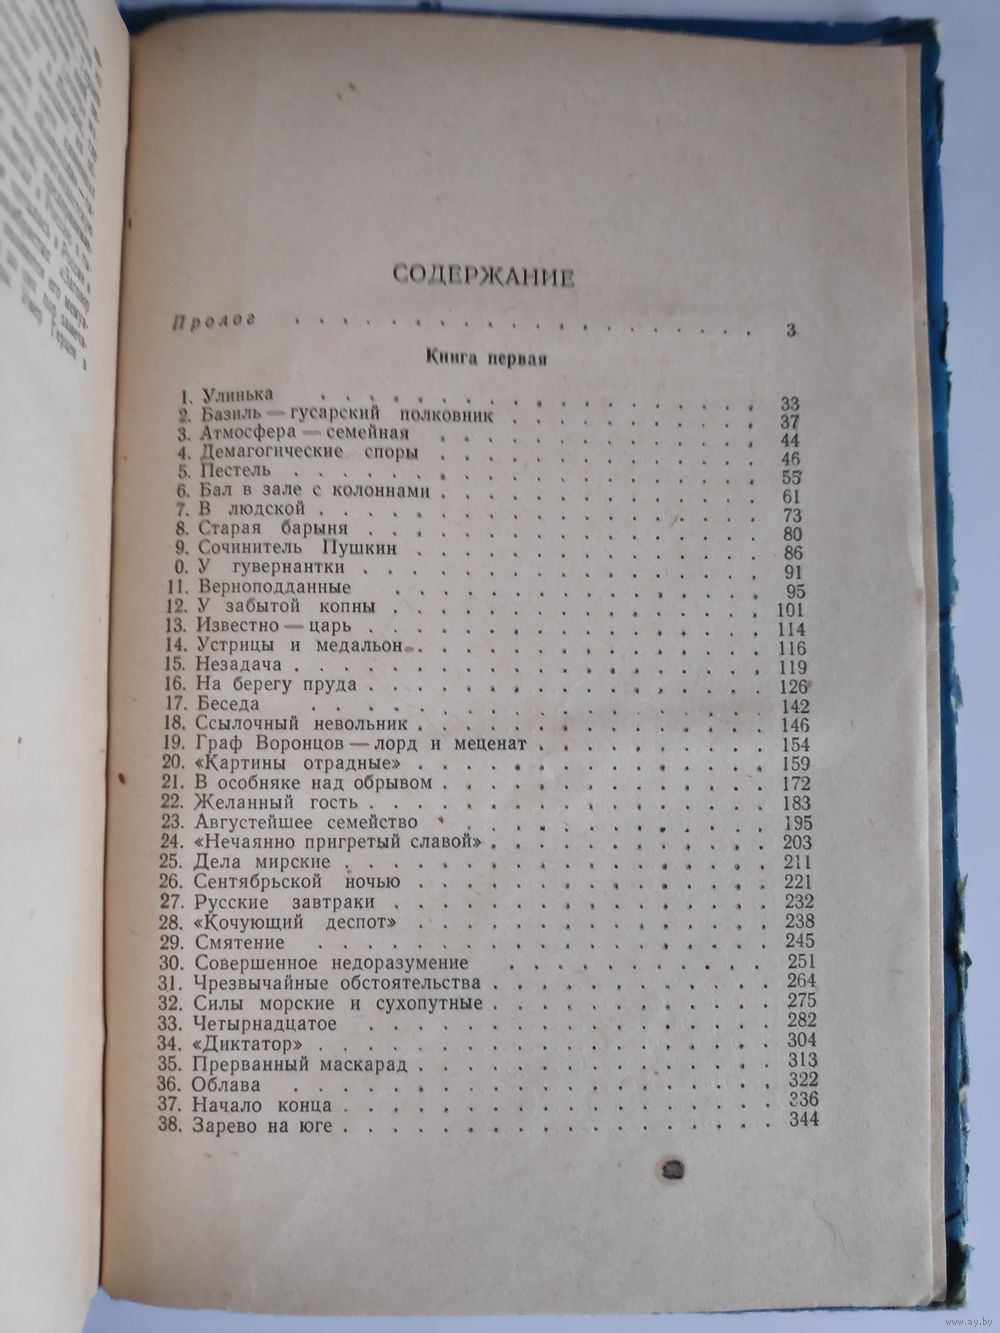 СОДЕРЖАНИЕ
Пролог . . . . . . . . . . . . . . . . . . 3
Книга первая
1. Улинька . . . . . . . . . . . . . . . . 33
2. Базиль — гусарский полковник . . . . . . . . 37
3. Атмосфера — семейная . . . . . . . . . . 44
4. Демагогические споры . . . . . . . . . . 46
5. Пестель . . . . . . . . . . . . . . . . 55
6. Бал в зале с колоннами . . . . . . . . . . 61
7. В людской . . . . . . . . . . . . . . . 73
8. Старая барыня . . . . . . . . . . . . . 80
9. Сочинитель Пушкин . . . . . . . . . . . 86
0. У гувернантки . . . . . . . . . . . . . 91
11. Верноподданные . . . . . . . . . . . . 95
12. У забытой копны . . . . . . . . . . . . 101
13. Известно — царь . . . . . . . . . . . . 114
14. Устрицы и медальон . . . . . . . . . . . 116
15. Незадача . . . . . . . . . . . . . . . 119
16. На берегу пруда . . . . . . . . . . . . 126
17. Беседа . . . . . . . . . . . . . . . . 142
18. Ссылочный невольник . . . . . . . . . . 146
19. Граф Воронцов — лорд и меценат . . . . . . 154
20. «Картины отрадные» . . . . . . . . . . . 159
21. В особняке над обрывом . . . . . . . . . 172
22. Желанный гость . . . . . . . . . . . . 183
23. Августейшее семейство . . . . . . . . . . 195
24. «Нечаянно пригретый славой» . . . . . . . 203
25. Дела мирские . . . . . . . . . . . . . 211
26. Сентябрьской ночью . . . . . . . . . . . 221
27. Русские завтраки . . . . . . . . . . . . 232
28. «Кочующий деспот» . . . . . . . . . . . 238
29. Смятение . . . . . . . . . . . . . . . 245
30. Совершенное недоразумение . . . . . . . . 251
31. Чрезвычайные обстоятельства . . . . . . . 264
32. Силы морские и сухопутные . . . . . . . . 275
33. Четырнадцатое . . . . . . . . . . . . . 282
34. «Диктатор» . . . . . . . . . . . . . . 304
35. Прерванный маскарад . . . . . . . . . . 313
36. Облава . . . . . . . . . . . . . . . . 322
37. Начало конца . . . . . . . . . . . . . 336
38. Зарево на юге . . . . . . . . . . . . . 344
www.ay.by